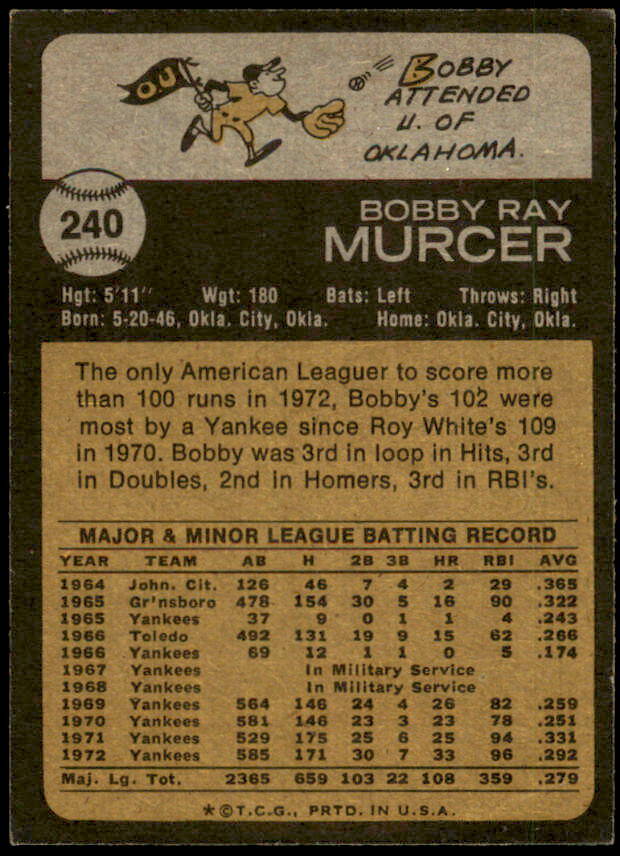 OU
BOBBY
ATTENDED
U. OF
OKLAHOMA.
240
BOBBY RAY
MURCER
Hgt: 5'11" Wgt: 180 Bats: Left Throws: Right
Born: 5-20-46, Okla. City, Okla. Home: Okla. City, Okla.
The only American Leaguer to score more
than 100 runs in 1972, Bobby's 102 were
most by a Yankee since Roy White's 109
in 1970. Bobby was 3rd in loop in Hits, 3rd
in Doubles, 2nd in Homers, 3rd in RBI's.
MAJOR & MINOR LEAGUE BATTING RECORD
YEAR TEAM AB H 2B 3B HR RBI AVG
1964 John. Cit. 126 46 7 4 2 29 .365
1965 Gr'nsboro 478 154 30 5 16 90 .322
1965 Yankees 37 9 0 1 1 4 .243
1966 Toledo 492 131 19 9 15 62 .266
1966 Yankees 69 12 1 1 0 5 .174
1967 Yankees In Military Service
1968 Yankees In Military Service
1969 Yankees 564 146 24 4 26 82 .259
1970 Yankees 581 146 23 3 23 78 .251
1971 Yankees 529 175 25 6 25 94 .331
1972 Yankees 585 171 30 7 33 96 .292
Maj. Lg. Tot. 2365 659 103 22 108 359 .279
*©T.C.G., PRTD. IN U.S.A.